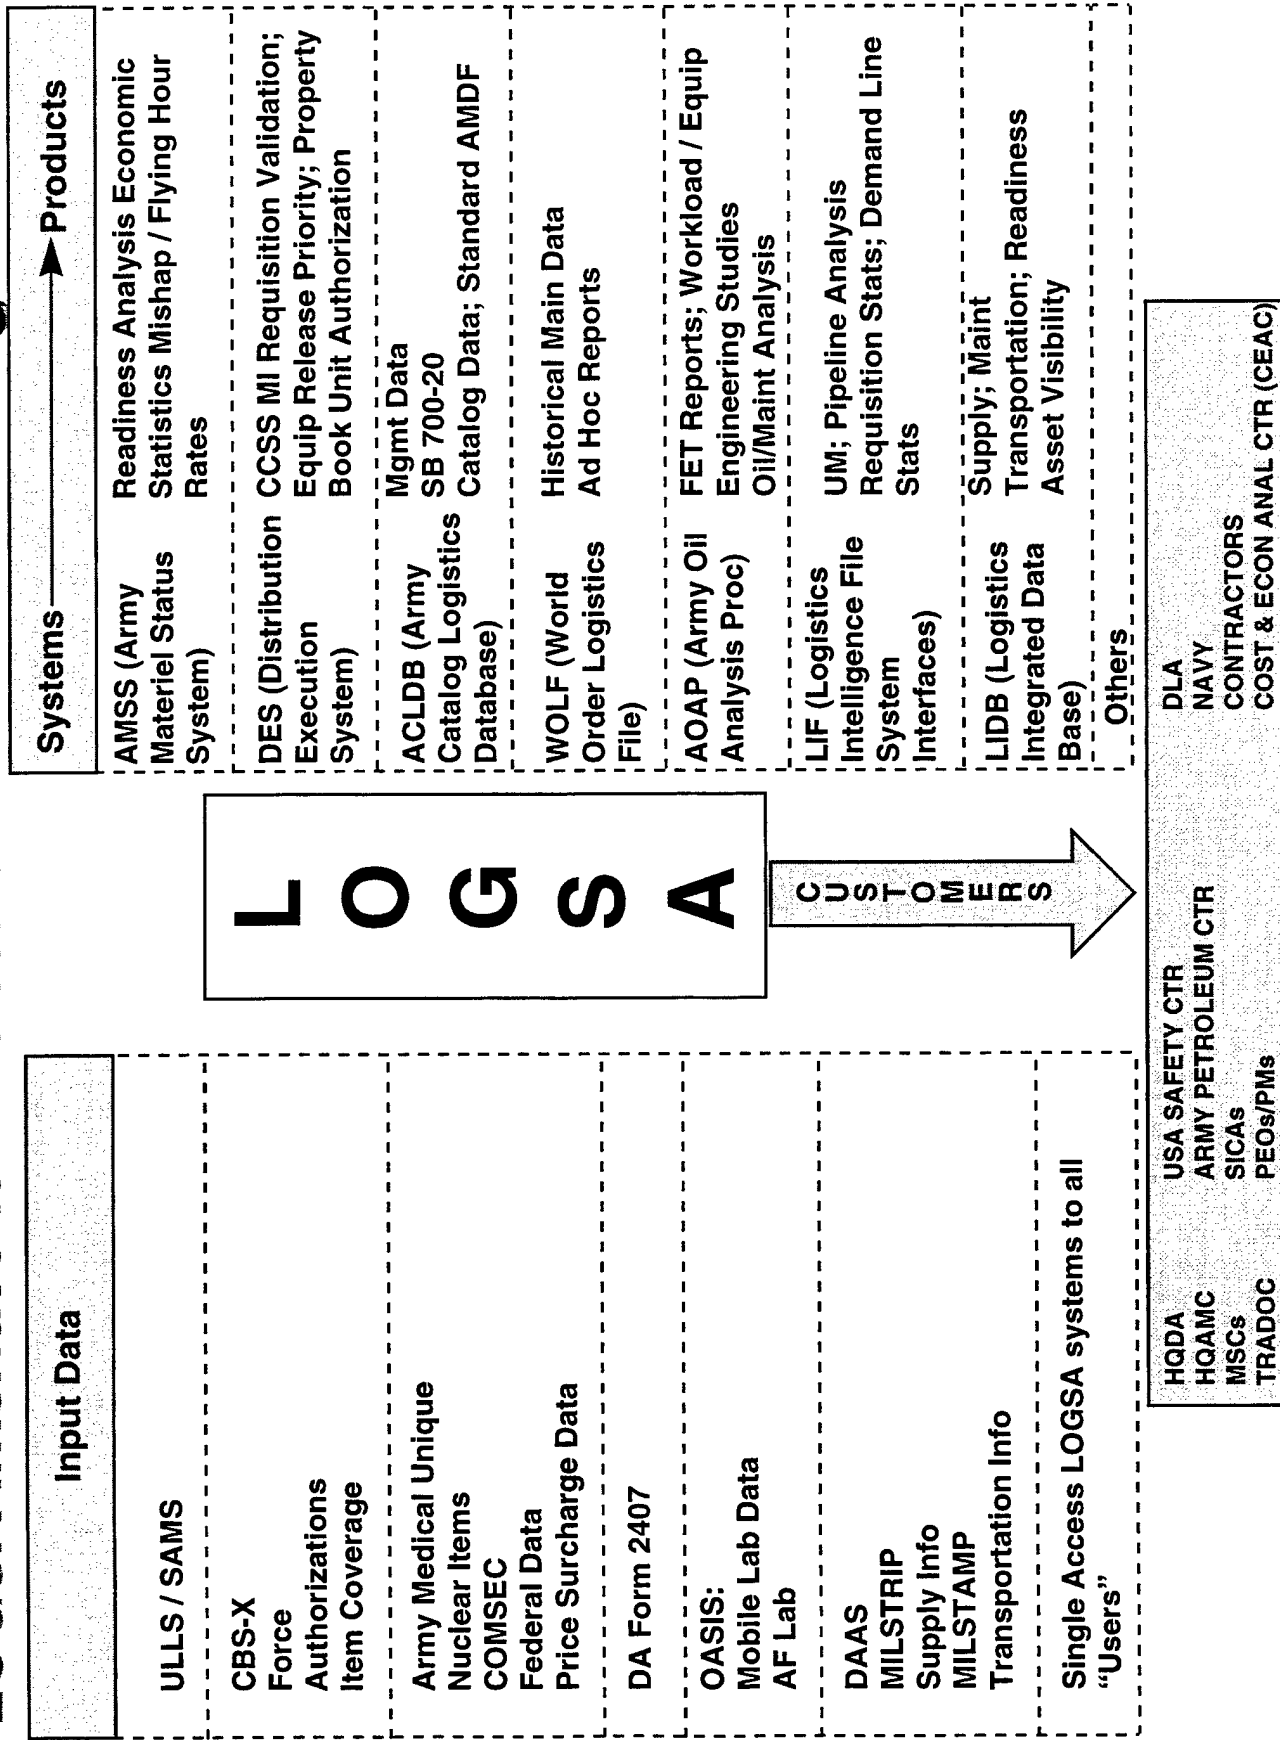 Input Data
ULLS / SAMS
CBS-X
Force
Authorizations
Item Coverage
Army Medical Unique
Nuclear Items
COMSEC
Federal Data
Price Surcharge Data
DA Form 2407
OASIS:
Mobile Lab Data
AF Lab
DAAS
MILSTRIP
Supply Info
MILSTAMP
Transportation Info
Single Access LOGSA systems to all
“Users”
L
O
G
S
A
CUSTOMERS
Systems
Products
AMSS (Army
Materiel Status
System)
Readiness Analysis Economic
Statistics Mishap / Flying Hour
Rates
DES (Distribution
Execution
System)
CCSS MI Requisition Validation;
Equip Release Priority; Property
Book Unit Authorization
ACLDB (Army
Catalog Logistics
Database)
Mgmt Data
SB 700-20
Catalog Data; Standard AMDF
WOLF (World
Order Logistics
File)
Historical Main Data
Ad Hoc Reports
AOAP (Army Oil
Analysis Proc)
FET Reports; Workload / Equip
Engineering Studies
Oil/Maint Analysis
LIF (Logistics
Intelligence File
System
Interfaces)
UM; Pipeline Analysis
Requisition Stats; Demand Line
Stats
LIDB (Logistics
Integrated Data
Base)
Supply; Maint
Transportation; Readiness
Asset Visibility
Others
HQDA
HQAMC
MSCs
TRADOC
USA SAFETY CTR
ARMY PETROLEUM CTR
SICAs
PEOs/PMs
DLA
NAVY
CONTRACTORS
COST & ECON ANAL CTR (CEAC)